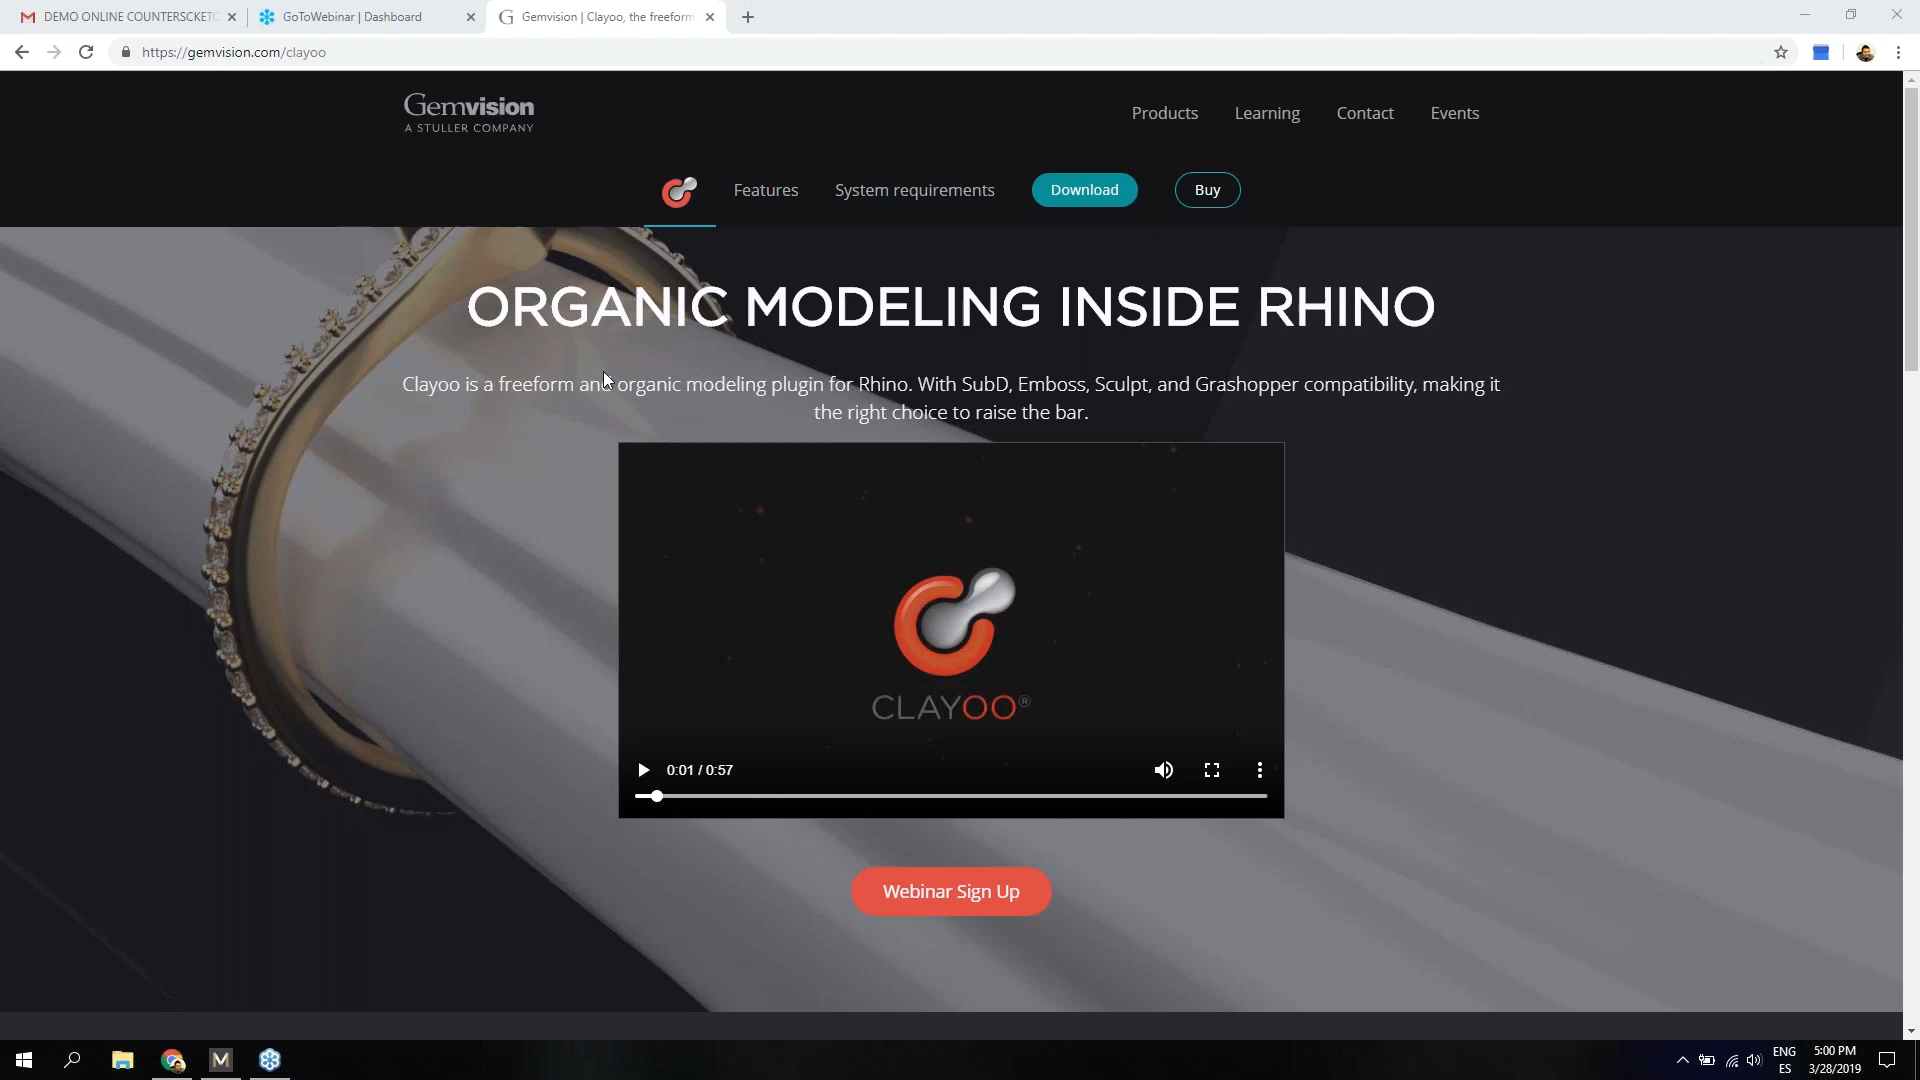 DEMO ONLINE COUNTERSCKETC
GoToWebinar | Dashboard
Gemvision | Clayoo, the freeform
https://gemvision.com/clayoo
Gemvision
A STULLER COMPANY
Products
Learning
Contact
Events
Features
System requirements
Download
Buy
ORGANIC MODELING INSIDE RHINO
Clayoo is a freeform and organic modeling plugin for Rhino. With SubD, Emboss, Sculpt, and Grashopper compatibility, making it
the right choice to raise the bar.
CLAYOO®
0:01 / 0:57
Webinar Sign Up
ENG
ES
5:00 PM
3/28/2019